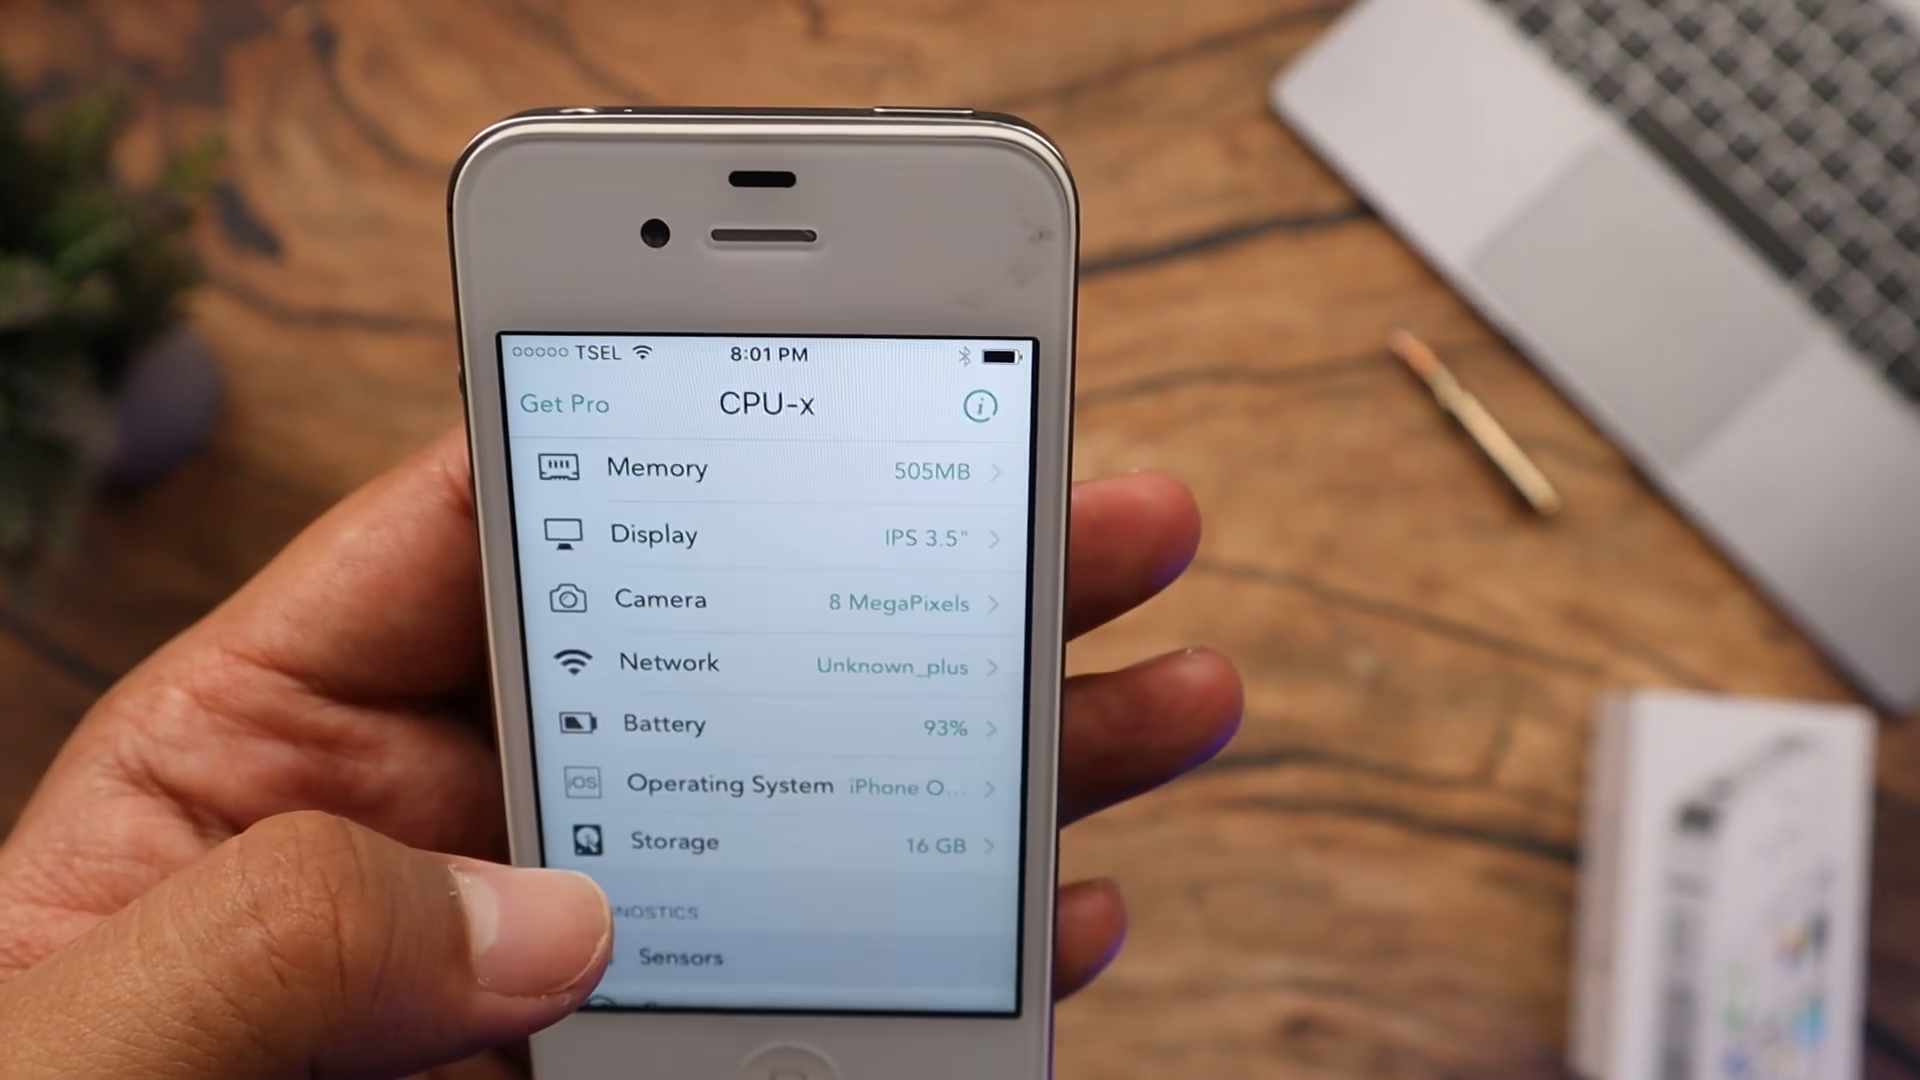 ooooo TSEL 8:01 PM
Get Pro CPU-x
Memory 505MB
Display IPS 3.5"
Camera 8 MegaPixels
Network Unknown_plus
Battery 93%
iOS Operating System iPhone O...
Storage 16 GB
NOSTICS
Sensors